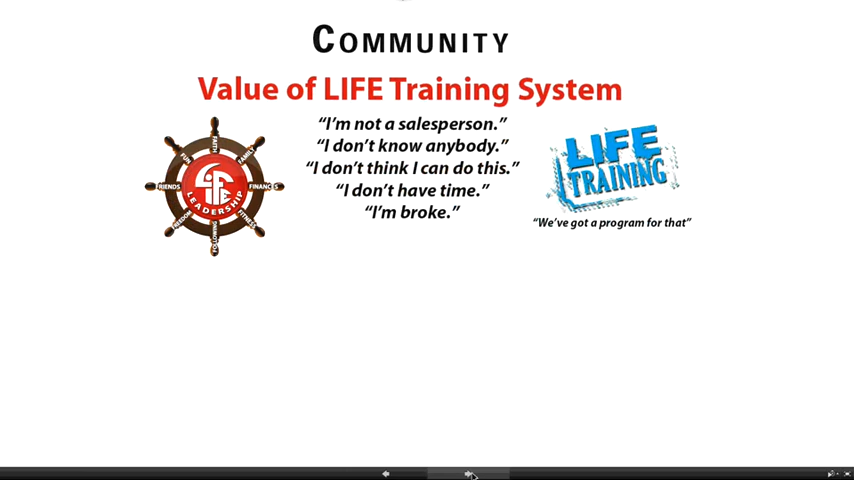 COMMUNITY
Value of LIFE Training System
“I’m not a salesperson.”
“I don’t know anybody.”
“I don’t think I can do this.”
“I don’t have time.”
“I’m broke.”
FAITH
FAMILY
FINANCES
FITNESS
FOLLOWING
FREEDOM
FRIENDS
FUN
LIFE
LEADERSHIP
LIFE
TRAINING
“We’ve got a program for that”